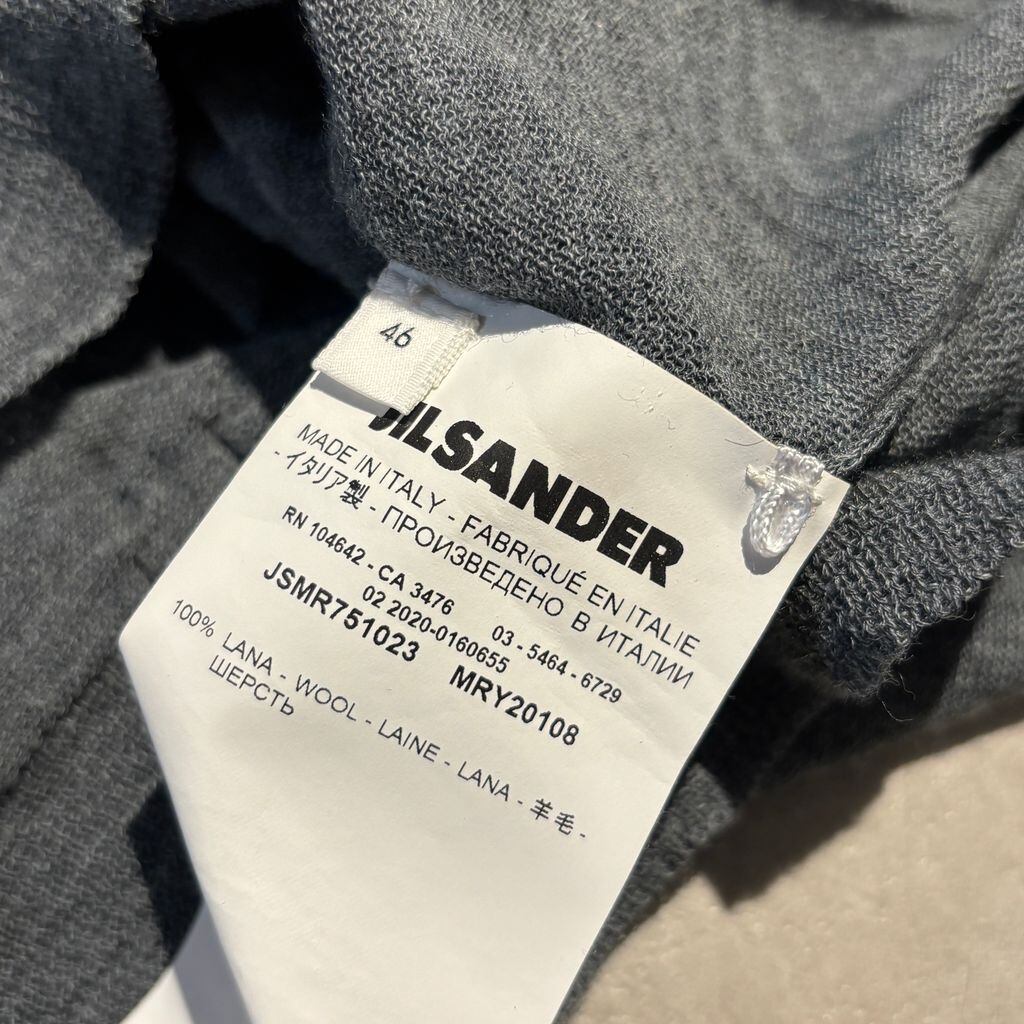 46
JILSANDER
MADE IN ITALY - FABRIQUÉ EN ITALIE
- イタリア製 - ПРОИЗВЕДЕНО В ИТАЛИИ
RN 104642 - CA 3476 03 - 5464 - 6729
02 2020-0160655
JSMR751023 MRY20108
100% LANA - WOOL - LAINE - LANA - 羊毛 -
ШЕРСТЬ